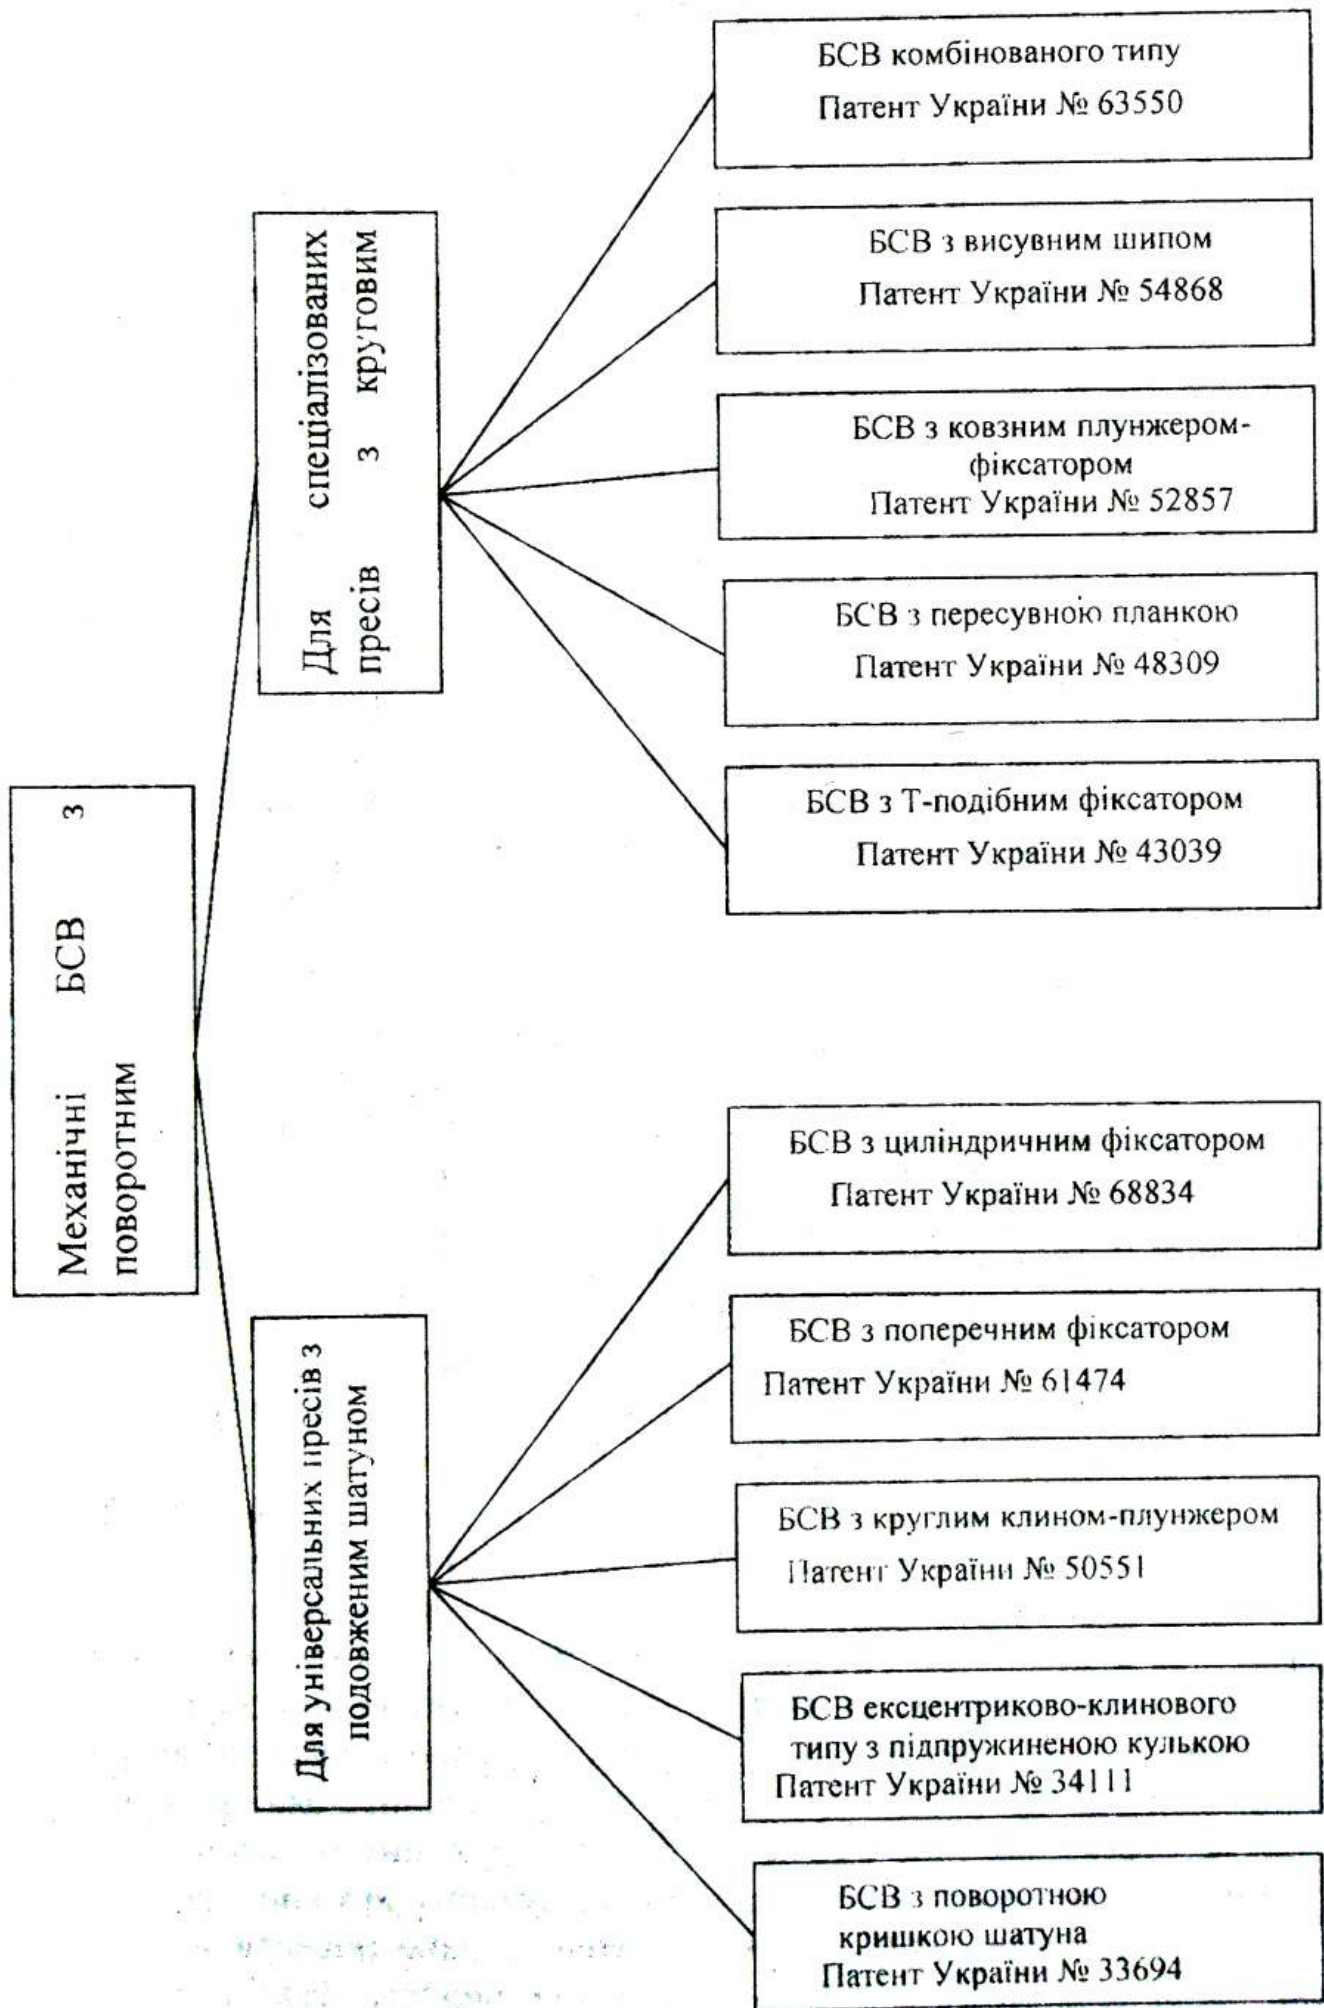 Механічні БСВ з
поворотним
Для спеціалізованих
пресів з круговим
Для універсальних пресів з
подовженим шатуном
БСВ комбінованого типу
Патент України № 63550
БСВ з висувним шипом
Патент України № 54868
БСВ з ковзним плунжером-
фіксатором
Патент України № 52857
БСВ з пересувною планкою
Патент України № 48309
БСВ з Т-подібним фіксатором
Патент України № 43039
БСВ з циліндричним фіксатором
Патент України № 68834
БСВ з поперечним фіксатором
Патент України № 61474
БСВ з круглим клином-плунжером
Патент України № 50551
БСВ ексцентриково-клинового
типу з підпружиненою кулькою
Патент України № 34111
БСВ з поворотною
кришкою шатуна
Патент України № 33694